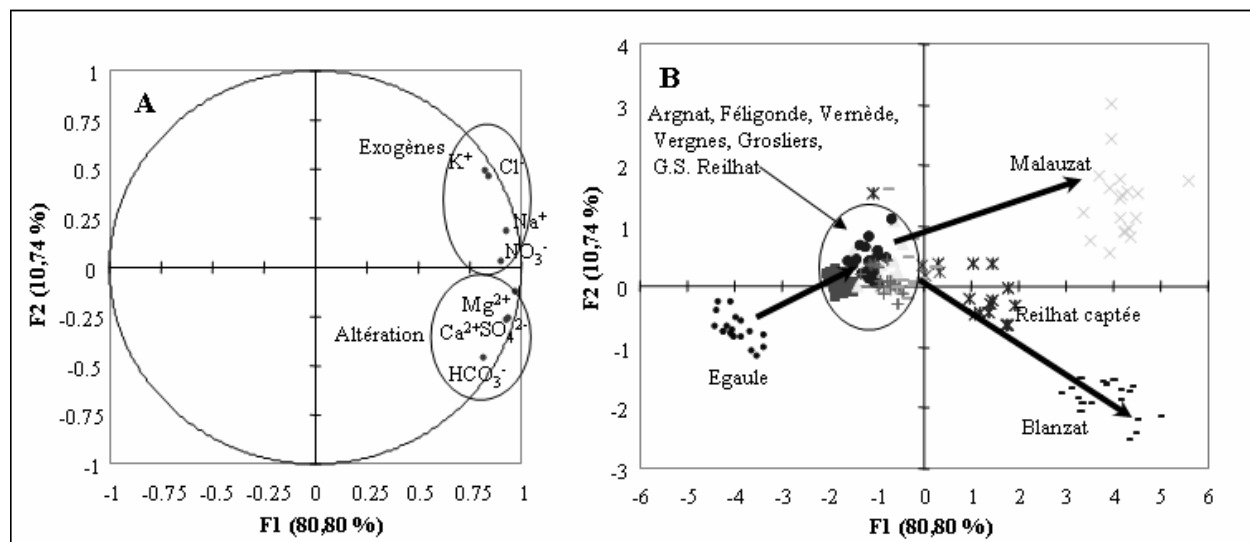 A
Exogènes
K⁺
Cl⁻
Na⁺
NO₃⁻
Altération
Mg²⁺
Ca²⁺SO₄²⁻
HCO₃⁻
1
0.75
0.5
0.25
0
-0.25
-0.5
-0.75
-1
-1 -0.75 -0.5 -0.25 0 0.25 0.5 0.75 1
F2 (10,74 %)
F1 (80,80 %)
B
Argnat, Féligonde, Vernède,
Vergnes, Grosliers,
G.S. Reilhat
Malauzat
Reilhat captée
Egaule
Blanzat
4
3
2
1
0
-1
-2
-3
-6 -5 -4 -3 -2 -1 0 1 2 3 4 5 6
F2 (10,74 %)
F1 (80,80 %)